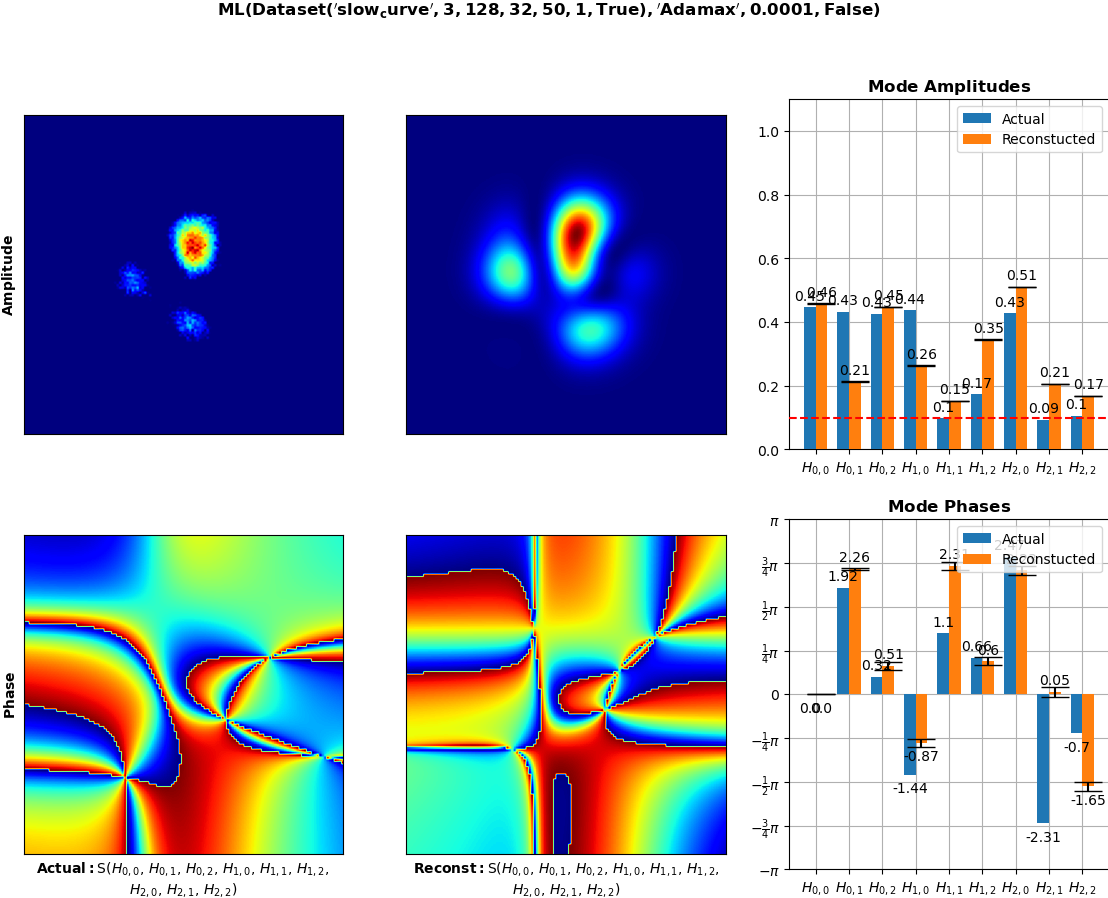 ML(Dataset('slow_curve', 3, 128, 32, 50, 1, True), 'Adamax', 0.0001, False)
Mode Amplitudes
Amplitude
Actual
Reconstucted
1.0
0.8
0.6
0.4
0.2
0.0
0.45 0.46 0.43 0.21 0.43 0.45 0.44 0.26 0.1 0.15 0.17 0.35 0.43 0.51 0.09 0.21 0.1 0.17
H0,0 H0,1 H0,2 H1,0 H1,1 H1,2 H2,0 H2,1 H2,2
Mode Phases
Phase
Actual
Reconstucted
π
3/4π
1/2π
1/4π
0
−1/4π
−1/2π
−3/4π
−π
0.0 0.0 1.92 2.26 0.32 0.51 -1.44 -0.87 1.1 0.66 0.6 -2.31 0.05 -0.7 -1.65
H0,0 H0,1 H0,2 H1,0 H1,1 H1,2 H2,0 H2,1 H2,2
Actual: S(H0,0, H0,1, H0,2, H1,0, H1,1, H1,2,
H2,0, H2,1, H2,2)
Reconst: S(H0,0, H0,1, H0,2, H1,0, H1,1, H1,2,
H2,0, H2,1, H2,2)